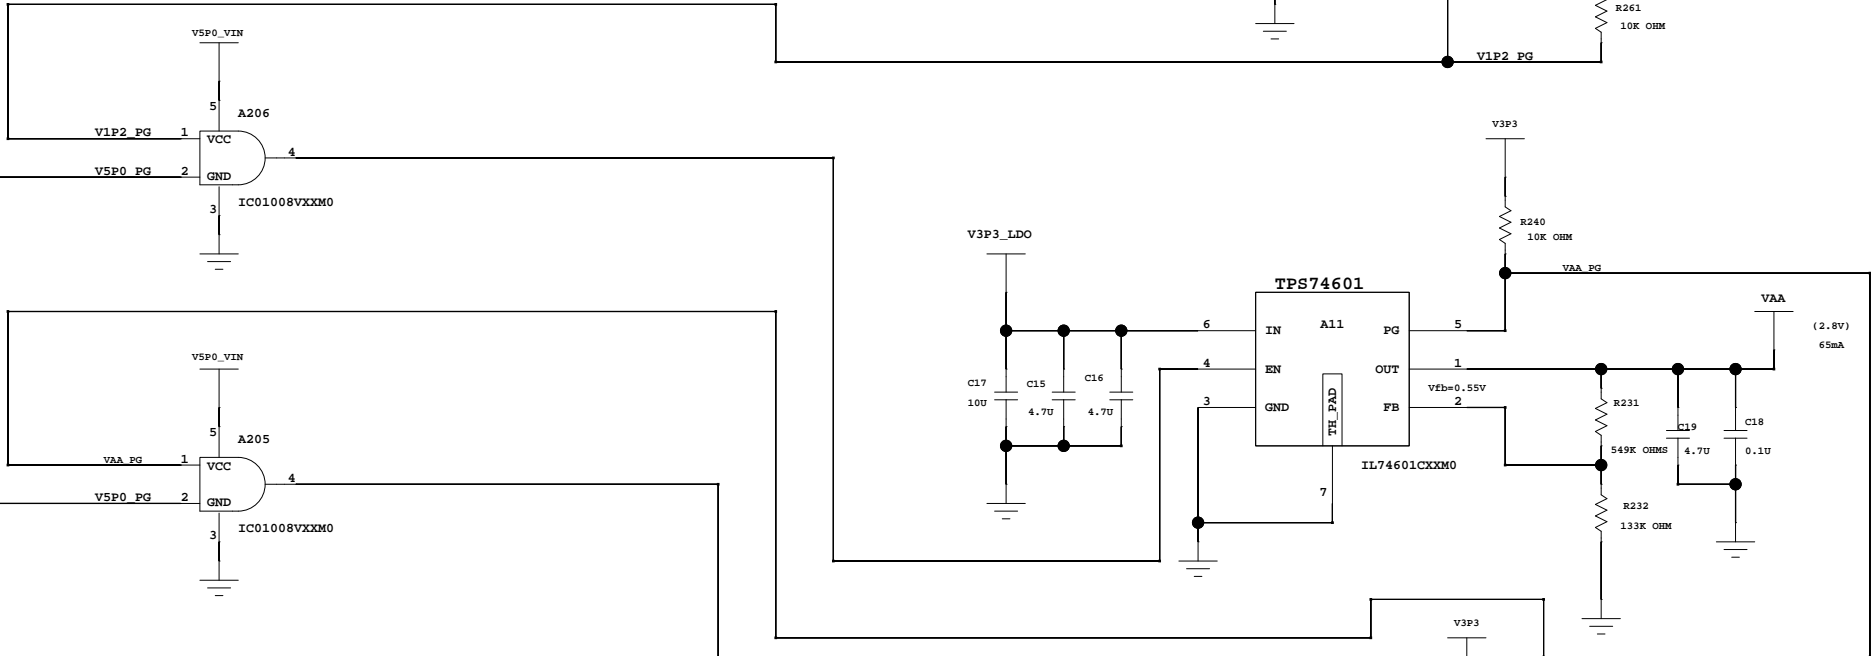 R261
10K OHM
V5P0_VIN
V1P2_PG
5
A206
V1P2_PG
1
VCC
V3P3
4
V5P0_PG
2
GND
3
IC01008VXXM0
R240
10K OHM
V3P3_LDO
VAA_PG
TPS74601
VAA
6
IN
A11
PG
5
(2.8V)
65mA
V5P0_VIN
4
EN
OUT
1
C17
10U
C15
4.7U
C16
4.7U
Vfb=0.55V
3
GND
TH_PAD
FB
2
R231
549K OHMS
C19
4.7U
C18
0.1U
5
A205
VAA_PG
1
VCC
IL74601CXXM0
4
V5P0_PG
2
GND
7
R232
133K OHM
3
IC01008VXXM0
V3P3